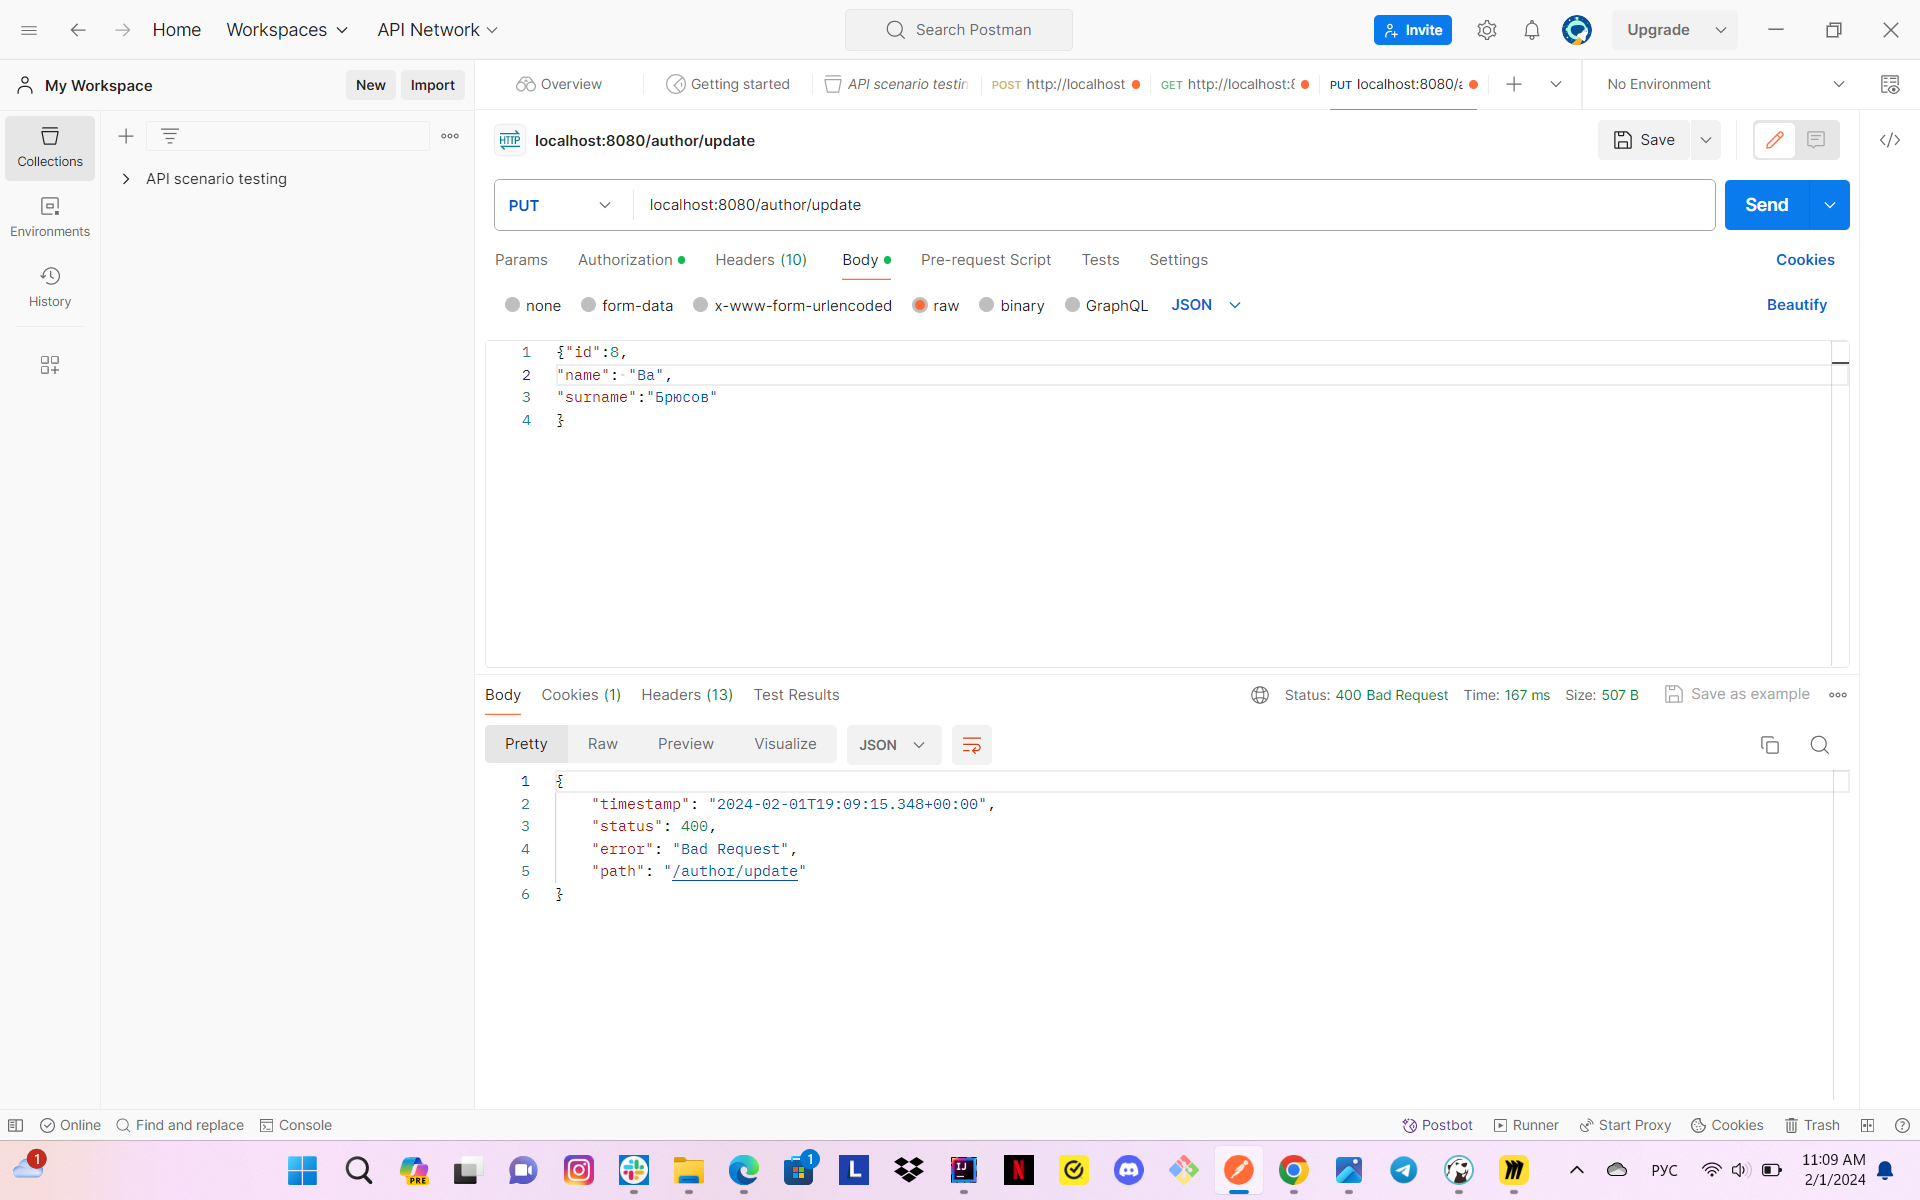 Home
Workspaces
API Network
Search Postman
Invite
Upgrade
My Workspace
New
Import
Overview
Getting started
API scenario testin
POST http://localhost
GET http://localhost:8
PUT localhost:8080/a
No Environment
Collections
API scenario testing
Environments
History
HTTP
localhost:8080/author/update
Save
PUT
localhost:8080/author/update
Send
Params
Authorization
Headers (10)
Body
Pre-request Script
Tests
Settings
Cookies
none
form-data
x-www-form-urlencoded
raw
binary
GraphQL
JSON
Beautify
1 {"id":8,
2 "name": "Ва",
3 "surname":"Брюсов"
4 }
Body
Cookies (1)
Headers (13)
Test Results
Status: 400 Bad Request
Time: 167 ms
Size: 507 B
Save as example
Pretty
Raw
Preview
Visualize
JSON
1 {
2 "timestamp": "2024-02-01T19:09:15.348+00:00",
3 "status": 400,
4 "error": "Bad Request",
5 "path": "/author/update"
6 }
Online
Find and replace
Console
Postbot
Runner
Start Proxy
Cookies
Trash
1
PRE
1
L
IJ
N
РУС
11:09 AM
2/1/2024